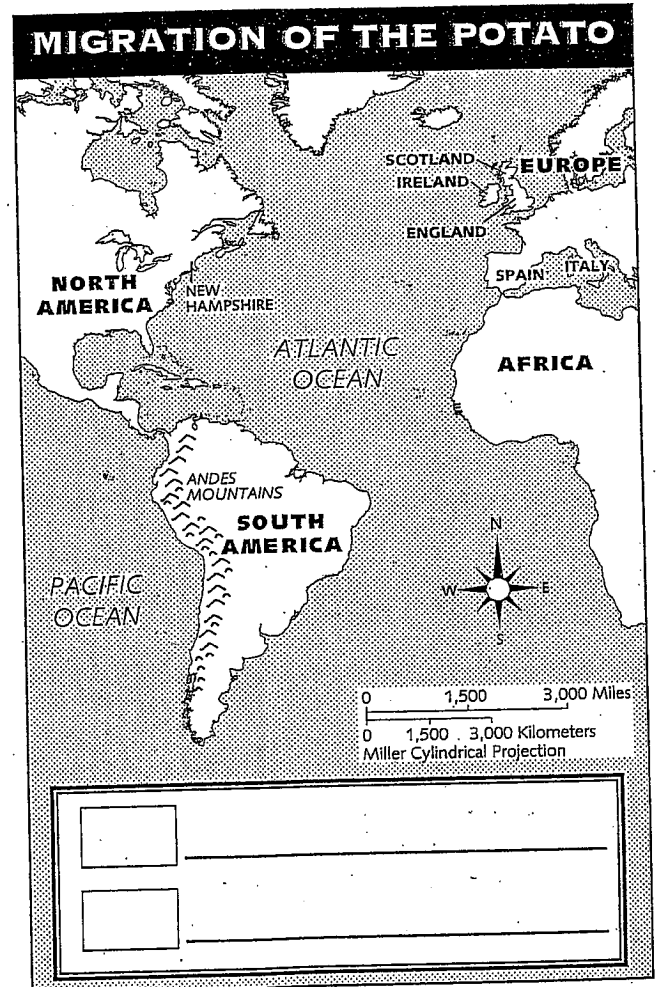 MIGRATION OF THE POTATO
SCOTLAND
EUROPE
IRELAND
ENGLAND
SPAIN
ITALY
NORTH
AMERICA
NEW
HAMPSHIRE
ATLANTIC
OCEAN
AFRICA
ANDES
MOUNTAINS
SOUTH
AMERICA
N
W
E
S
PACIFIC
OCEAN
0 1,500 3,000 Miles
0 1,500 3,000 Kilometers
Miller Cylindrical Projection